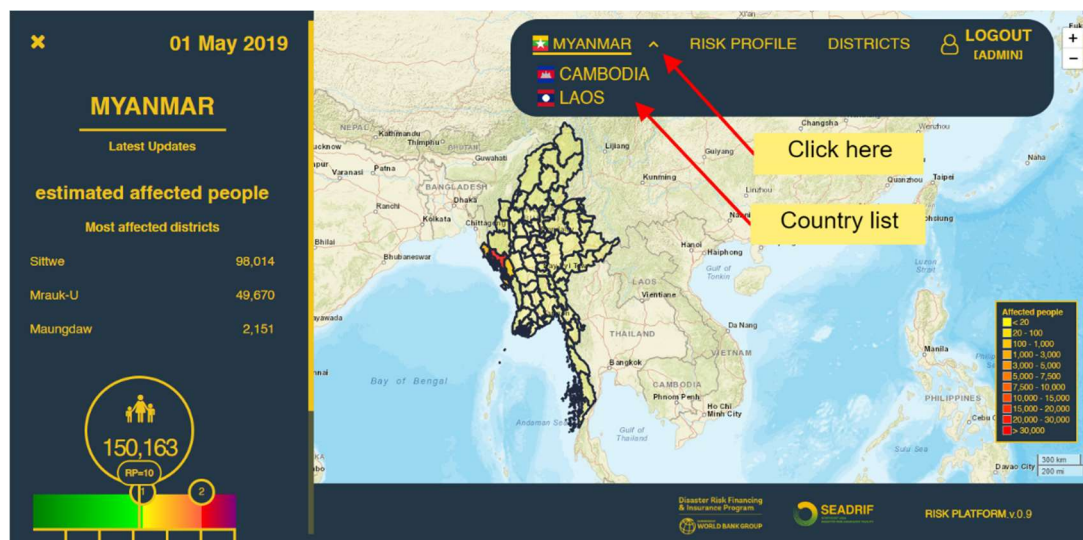 01 May 2019
MYANMAR
Latest Updates
estimated affected people
Most affected districts
Sittwe 98,014
Mrauk-U 49,670
Maungdaw 2,151
150,163
RP=10
1
2
MYANMAR
RISK PROFILE
DISTRICTS
LOGOUT
[ADMIN]
CAMBODIA
LAOS
Click here
Country list
+
−
NEPAL
Kathmandu
Thimphu
BHUTAN
Lijiang
Guiyang
Changsha
Wenzhou
Naha
Guwahati
Varanasi
Patna
BANGLADESH
Dhaka
Kunming
Liuzhou
Quanzhou
Taipei
Ranchi
Kolkata
Bhilai
Bhubaneswar
Hanoi
Haiphong
Gulf of
Tonkin
LAOS
Vientiane
THAILAND
Da Nang
VIETNAM
Bangkok
CAMBODIA
Phnom Penh
Ho Chi
Minh City
Gulf of
Thailand
Bay of Bengal
Andaman
Luzon
Strait
Manila
PHILIPPINES
Sulu Sea
Davao City
Affected people
< 20
20 - 100
100 - 1,000
1,000 - 3,000
3,000 - 5,000
5,000 - 7,500
7,500 - 10,000
10,000 - 15,000
15,000 - 20,000
20,000 - 30,000
> 30,000
300 km
200 mi
Disaster Risk Financing
& Insurance Program
WORLD BANK GROUP
SEADRIF
RISK PLATFORM v.0.9